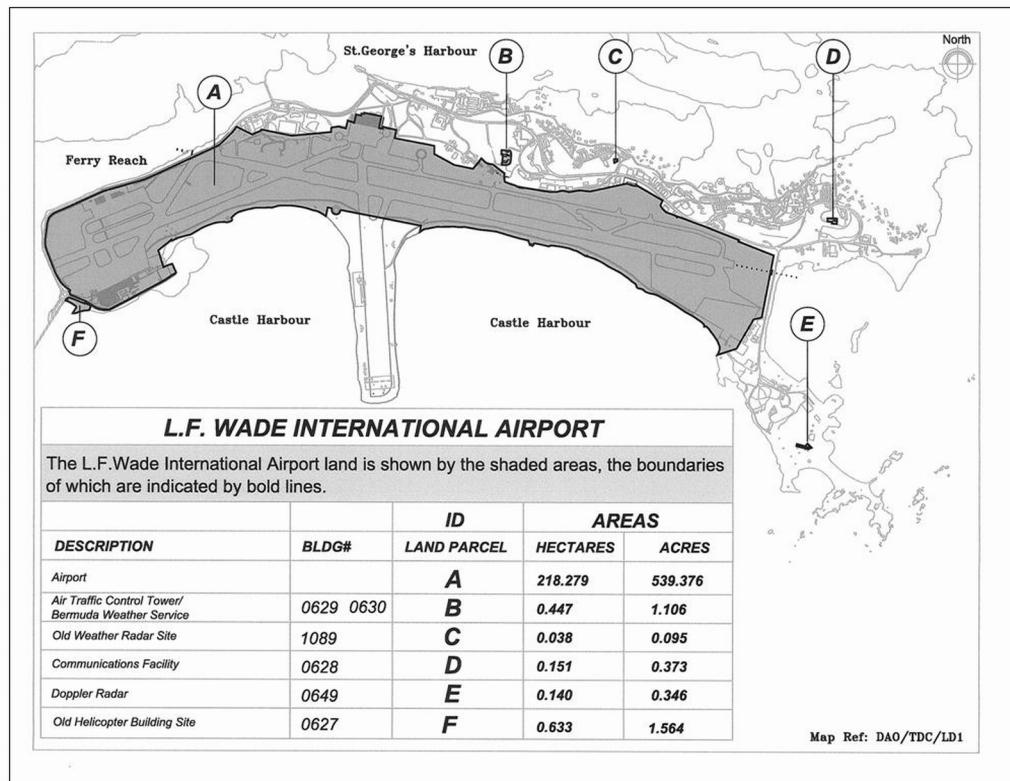 St.George's Harbour
North
A
B
C
D
Ferry Reach
Castle Harbour
Castle Harbour
E
F
L.F. WADE INTERNATIONAL AIRPORT
The L.F.Wade International Airport land is shown by the shaded areas, the boundaries
of which are indicated by bold lines.
ID AREAS
DESCRIPTION BLDG# LAND PARCEL HECTARES ACRES
Airport A 218.279 539.376
Air Traffic Control Tower/
Bermuda Weather Service 0629 0630 B 0.447 1.106
Old Weather Radar Site 1089 C 0.038 0.095
Communications Facility 0628 D 0.151 0.373
Doppler Radar 0649 E 0.140 0.346
Old Helicopter Building Site 0627 F 0.633 1.564
Map Ref: DAO/TDC/LD1